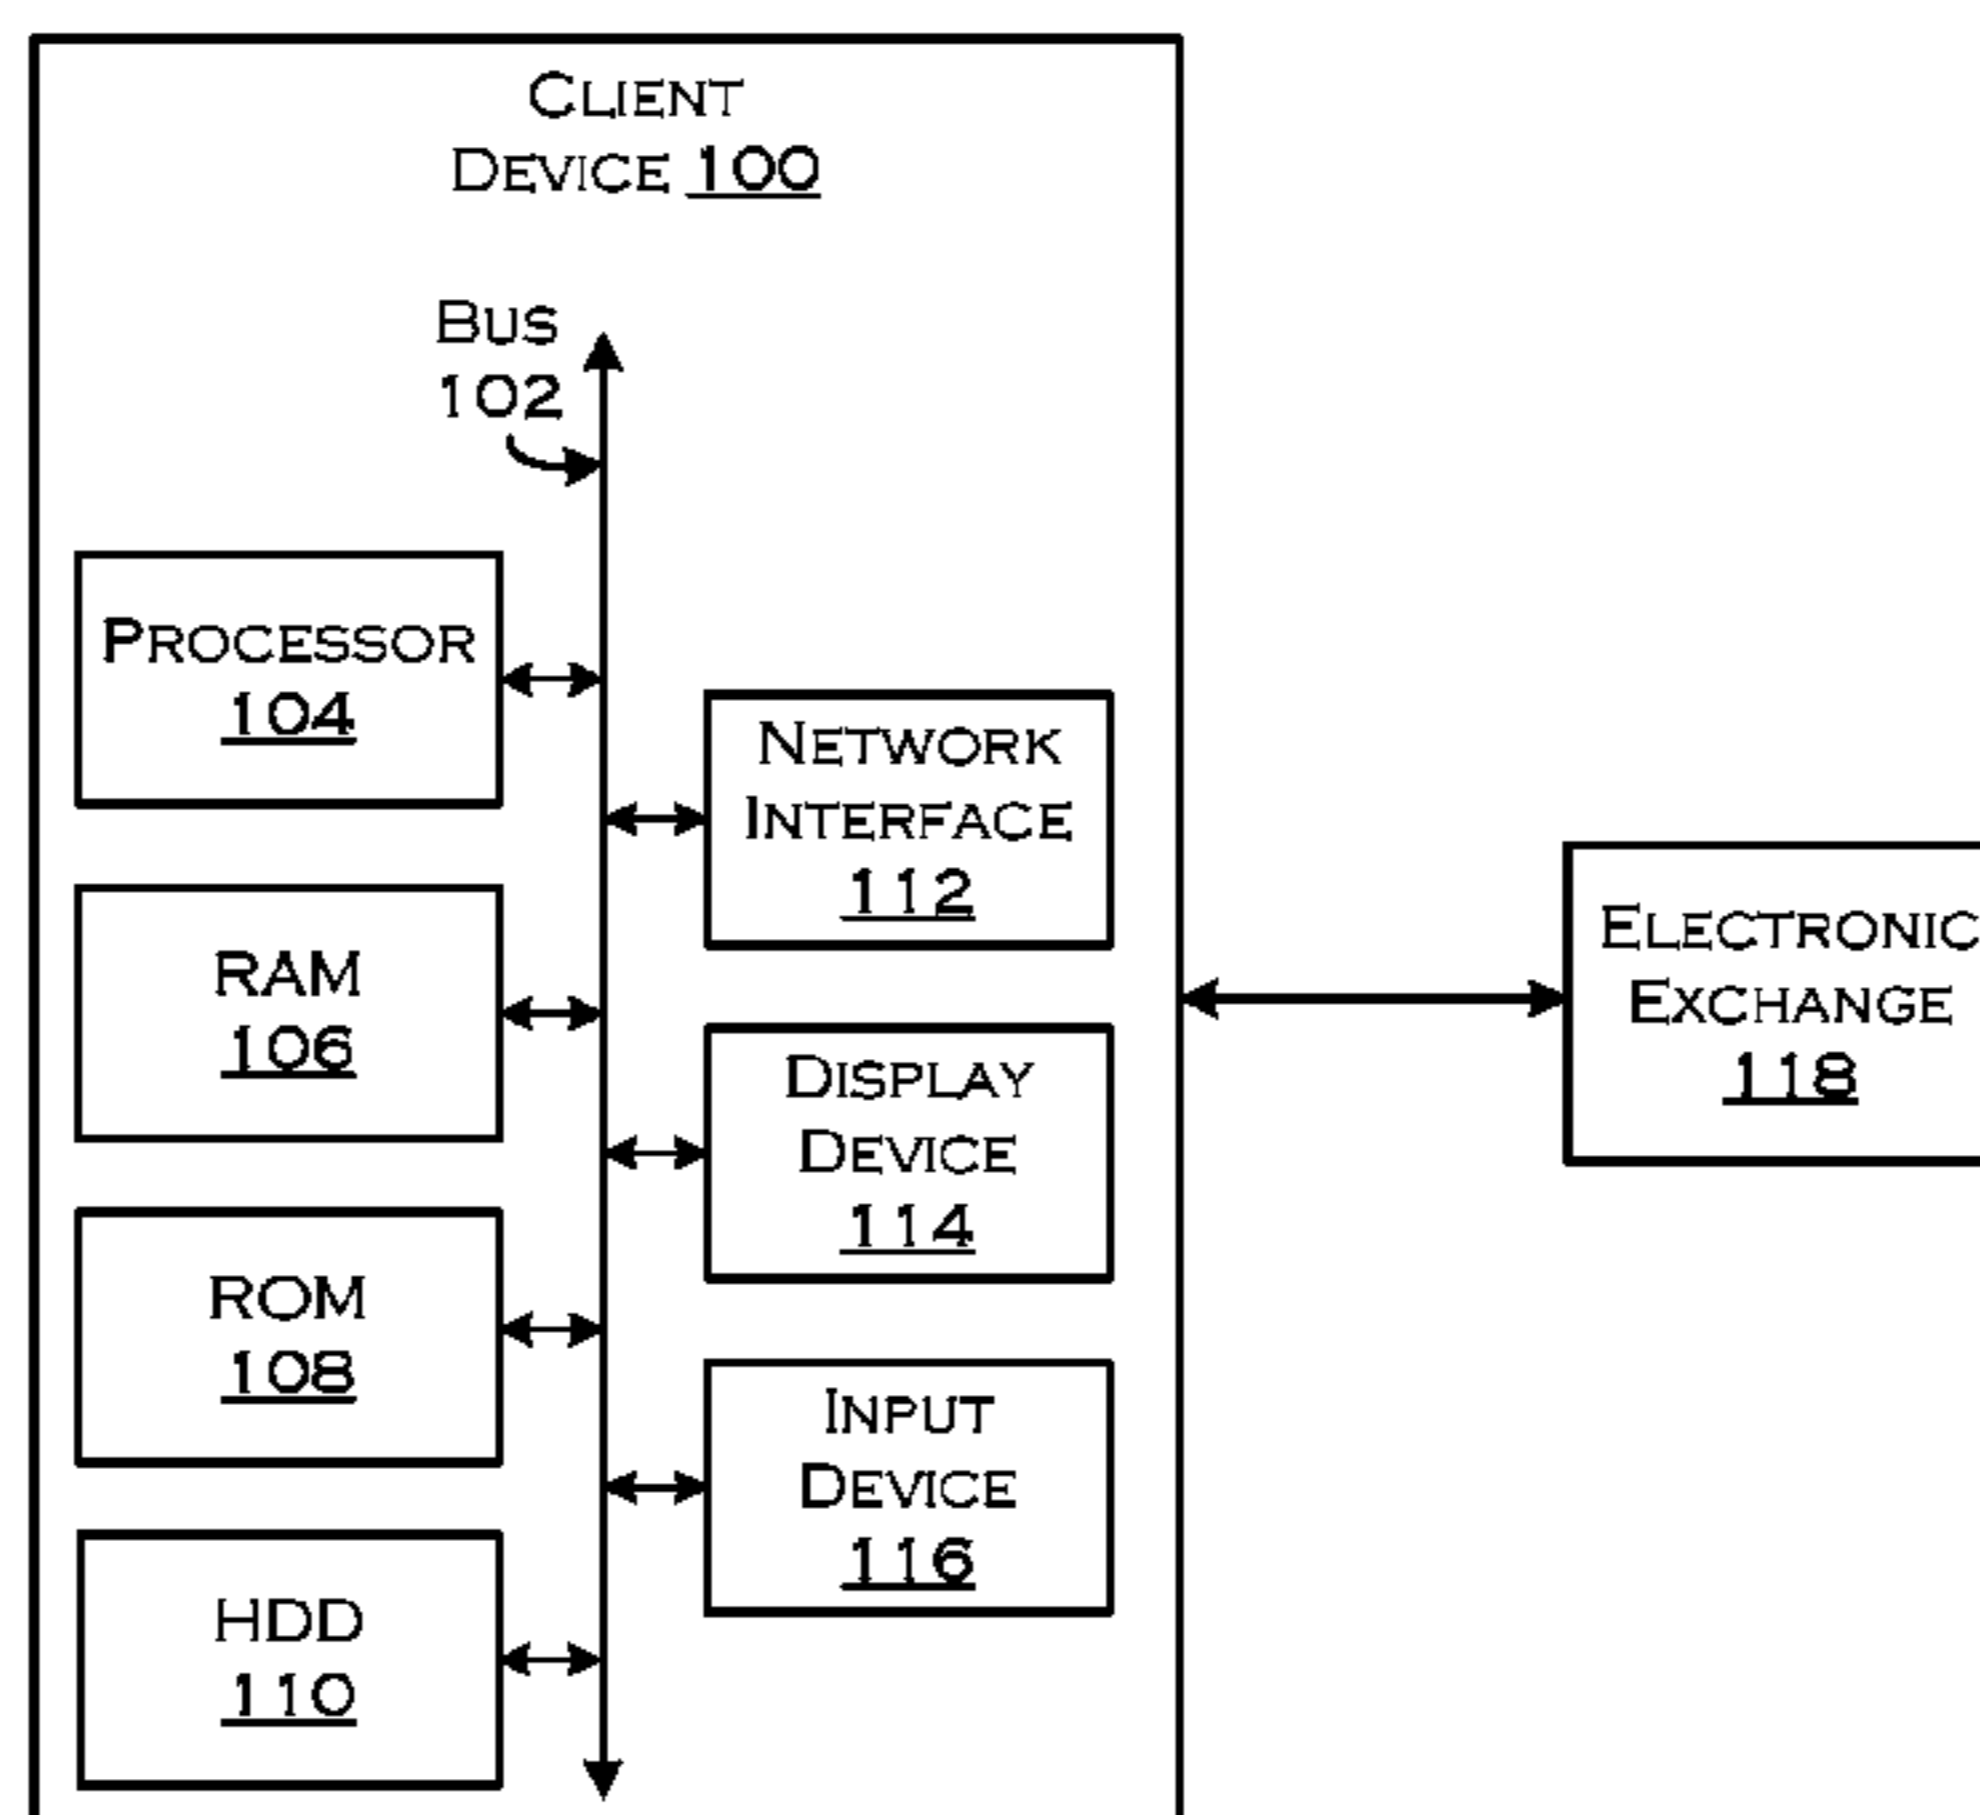 CLIENT
DEVICE 100
BUS
102
PROCESSOR
104
RAM
106
ROM
108
HDD
110
NETWORK
INTERFACE
112
DISPLAY
DEVICE
114
INPUT
DEVICE
116
ELECTRONIC
EXCHANGE
118